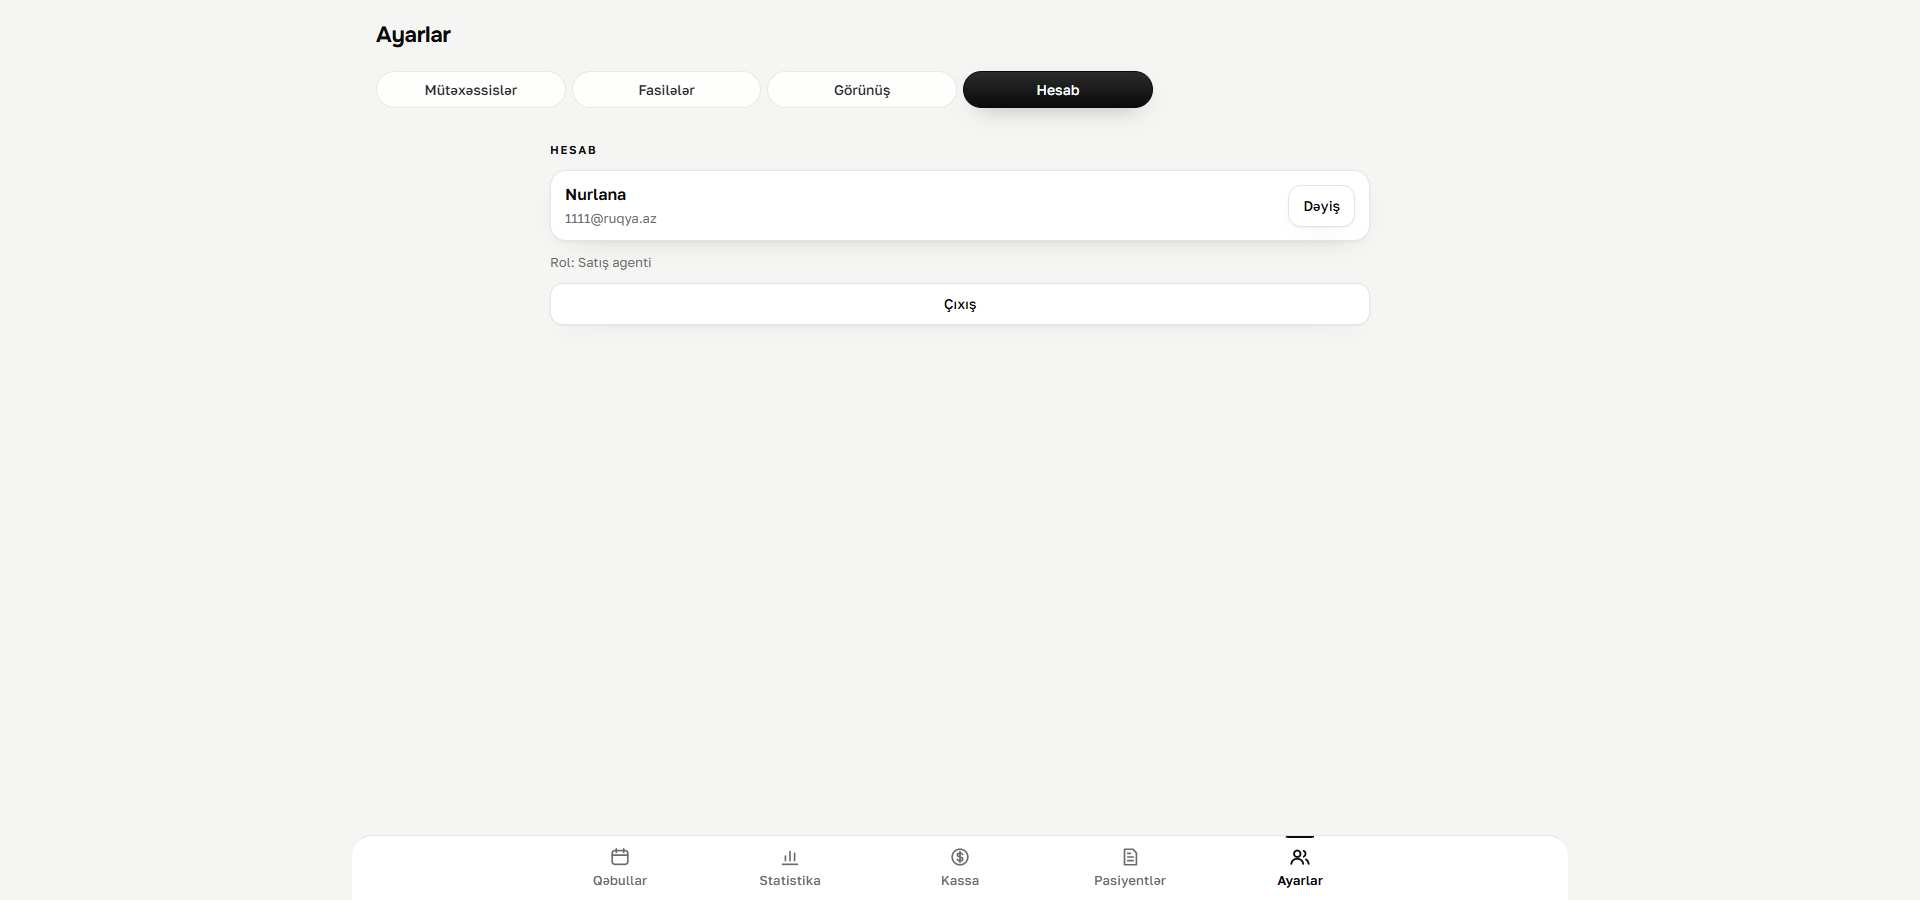 Ayarlar
Mütəxəssislər
Fasilələr
Görünüş
Hesab
HESAB
Nurlana
1111@ruqya.az
Dəyiş
Rol: Satış agenti
Çıxış
Qəbullar
Statistika
Kassa
Pasiyentlər
Ayarlar